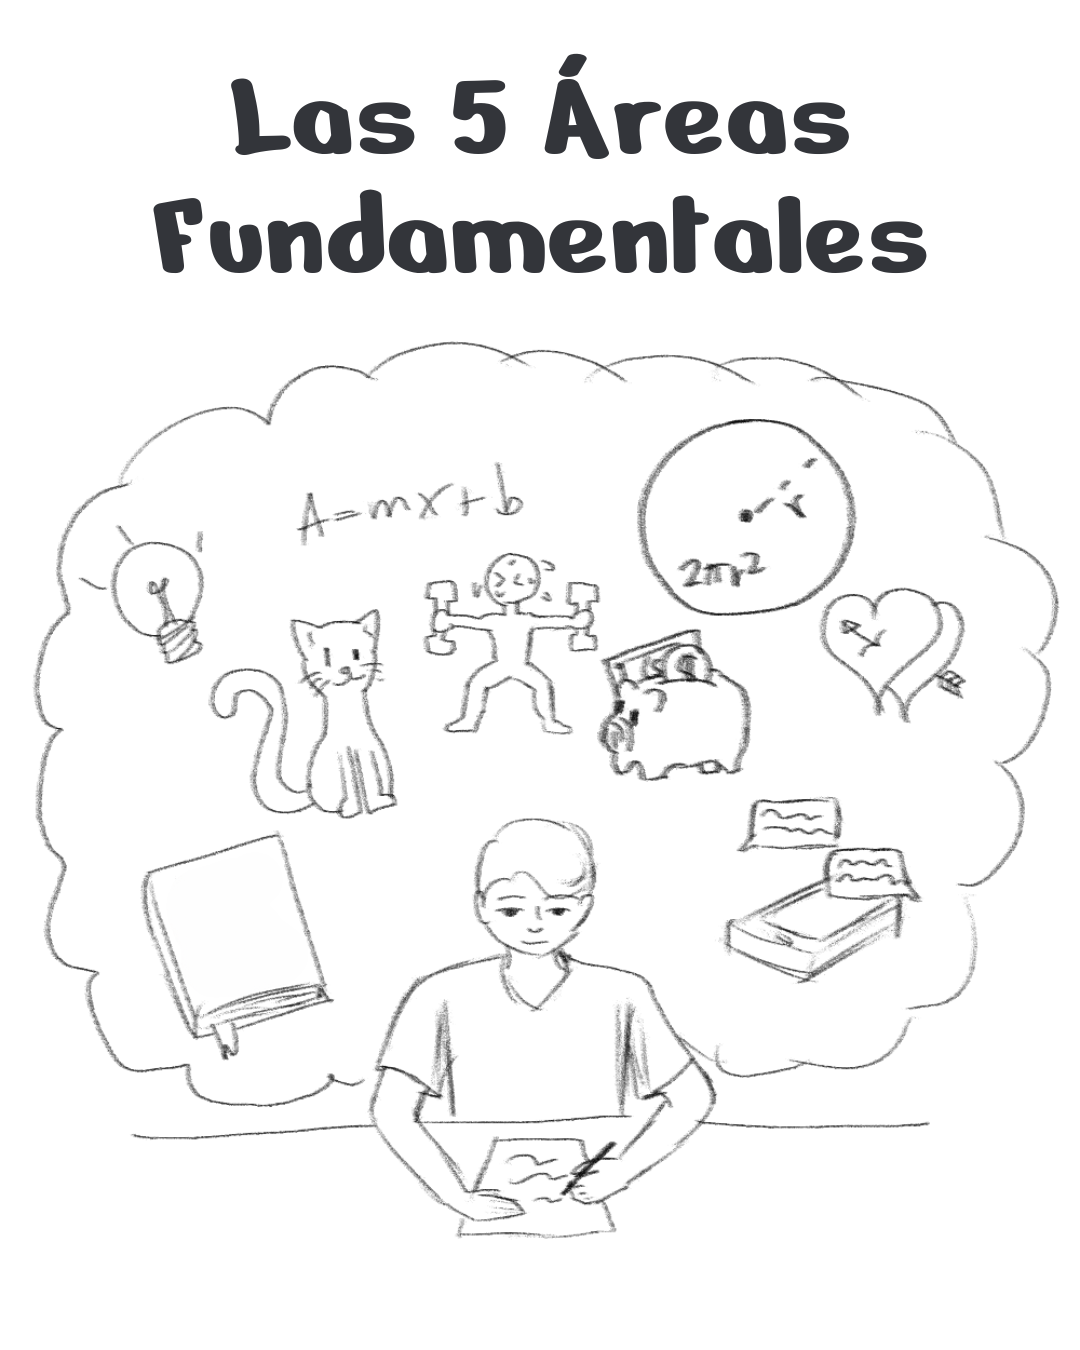 Las 5 Áreas
Fundamentales
A=mx+b
r
2πr²